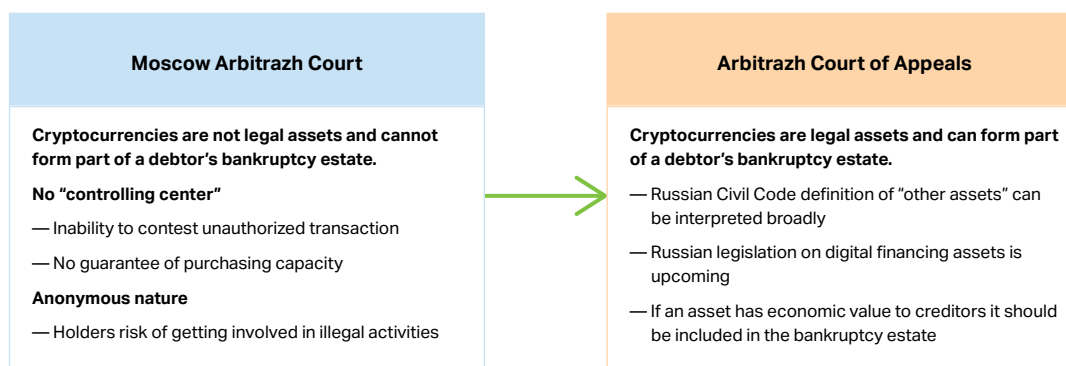 Moscow Arbitrazh Court
Cryptocurrencies are not legal assets and cannot
form part of a debtor’s bankruptcy estate.
No “controlling center”
— Inability to contest unauthorized transaction
— No guarantee of purchasing capacity
Anonymous nature
— Holders risk of getting involved in illegal activities
Arbitrazh Court of Appeals
Cryptocurrencies are legal assets and can form part
of a debtor’s bankruptcy estate.
— Russian Civil Code definition of “other assets” can
be interpreted broadly
— Russian legislation on digital financing assets is
upcoming
— If an asset has economic value to creditors it should
be included in the bankruptcy estate